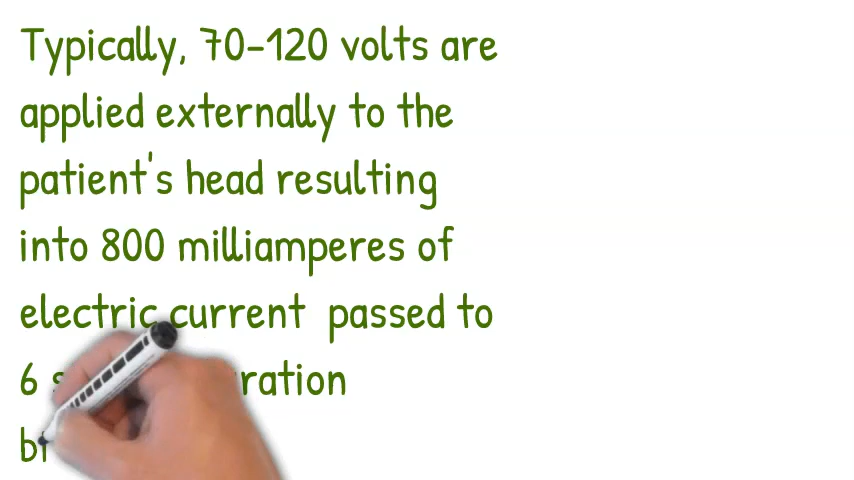 Typically, 70-120 volts are
applied externally to the
patient's head resulting
into 800 milliamperes of
electric current passed to
6